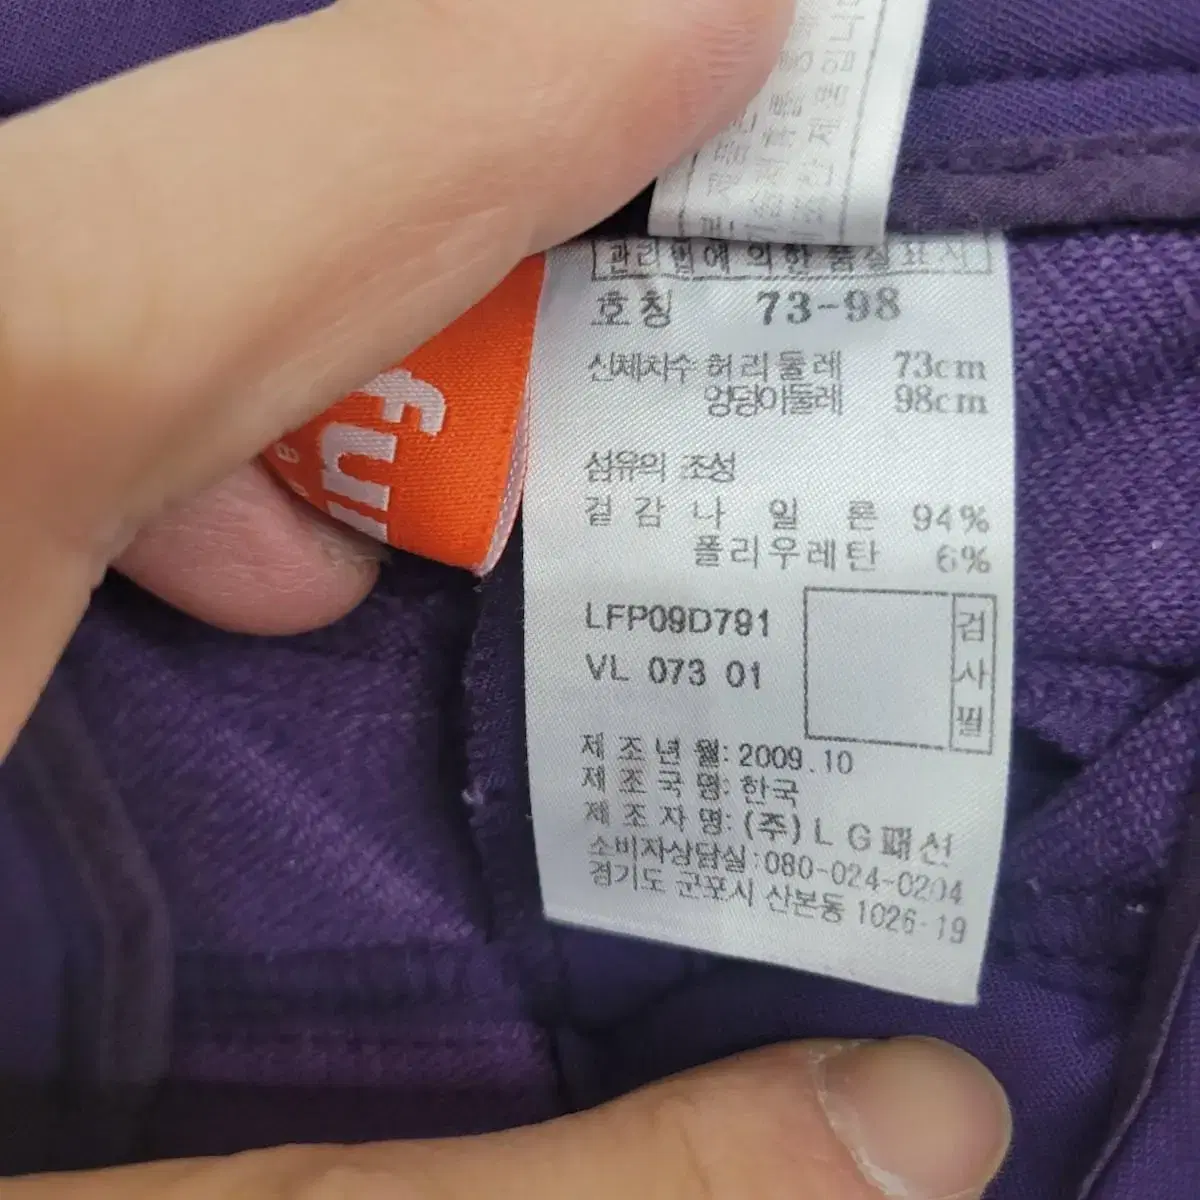 관리법에 의한 품질표시
호칭 73-98
신체치수 허리둘레 73cm
엉덩이둘레 98cm
섬유의 조성
겉감 나일론 94%
폴리우레탄 6%
LFP09D791
VL 073 01
검사필
제조년월: 2009.10
제조국명: 한국
제조자명: (주)LG패션
소비자상담실: 080-024-0204
경기도 군포시 산본동 1026-19
fu